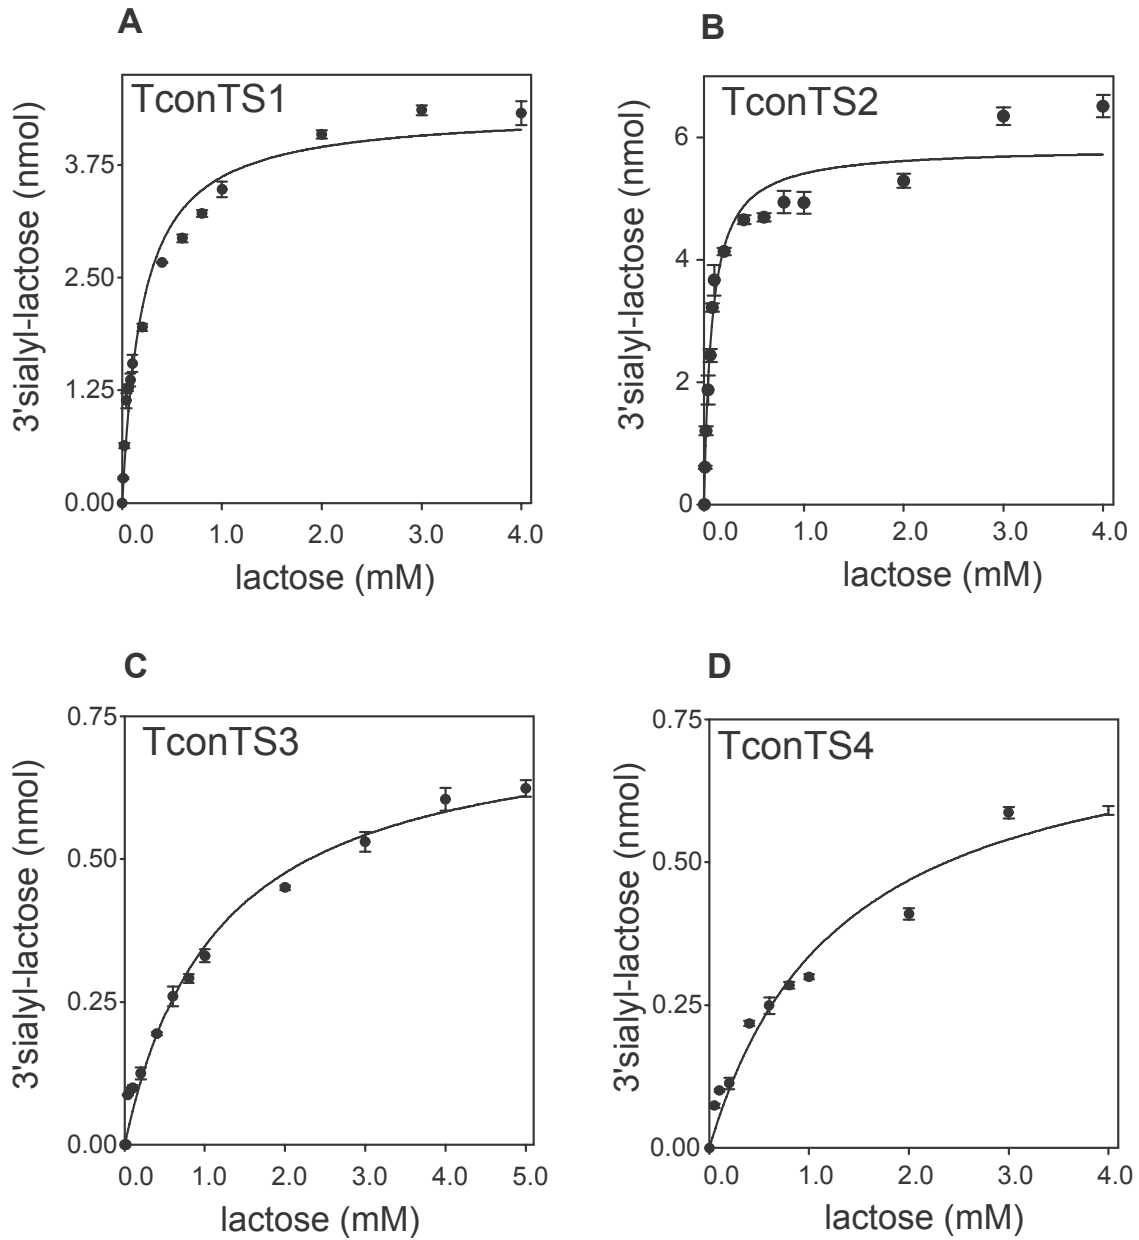 A
TconTS1
3'sialyl-lactose (nmol)
3.75
2.50
1.25
0.00
0.0 1.0 2.0 3.0 4.0
lactose (mM)
B
TconTS2
3'sialyl-lactose (nmol)
6
4
2
0
0.0 1.0 2.0 3.0 4.0
lactose (mM)
C
TconTS3
3'sialyl-lactose (nmol)
0.75
0.50
0.25
0.00
0.0 1.0 2.0 3.0 4.0 5.0
lactose (mM)
D
TconTS4
3'sialyl-lactose (nmol)
0.75
0.50
0.25
0.00
0.0 1.0 2.0 3.0 4.0
lactose (mM)